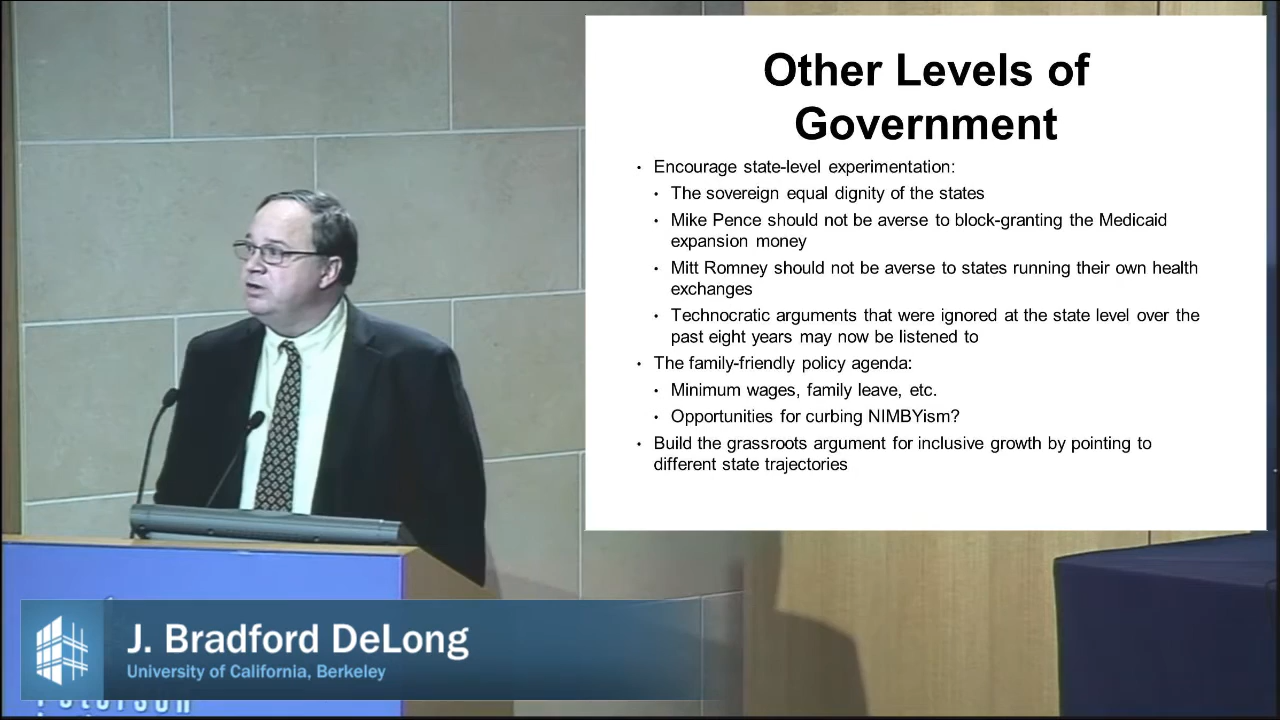 Other Levels of
Government
• Encourage state-level experimentation:
• The sovereign equal dignity of the states
• Mike Pence should not be averse to block-granting the Medicaid
expansion money
• Mitt Romney should not be averse to states running their own health
exchanges
• Technocratic arguments that were ignored at the state level over the
past eight years may now be listened to
• The family-friendly policy agenda:
• Minimum wages, family leave, etc.
• Opportunities for curbing NIMBYism?
• Build the grassroots argument for inclusive growth by pointing to
different state trajectories
J. Bradford DeLong
University of California, Berkeley
Peterson